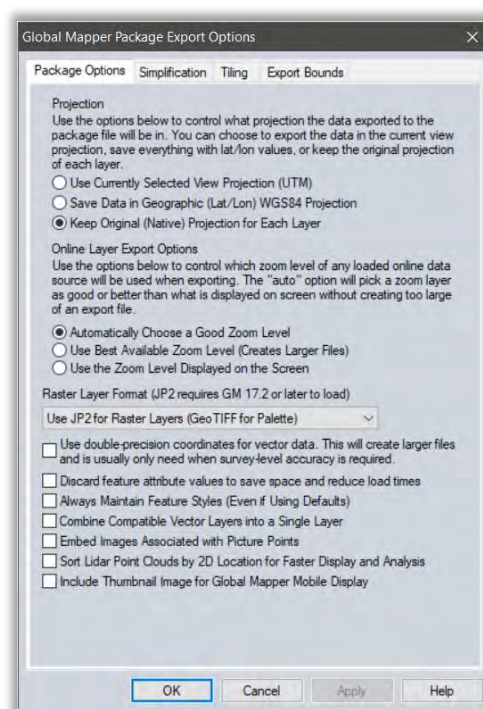 Global Mapper Package Export Options
Package Options Simplification Tiling Export Bounds
Projection
Use the options below to control what projection the data exported to the
package file will be in. You can choose to export the data in the current view
projection, save everything with lat/lon values, or keep the original projection
of each layer.
Use Currently Selected View Projection (UTM)
Save Data in Geographic (Lat/Lon) WGS84 Projection
Keep Original (Native) Projection for Each Layer
Online Layer Export Options
Use the options below to control which zoom level of any loaded online data
source will be used when exporting. The "auto" option will pick a zoom layer
as good or better than what is displayed on screen without creating too large
of an export file.
Automatically Choose a Good Zoom Level
Use Best Available Zoom Level (Creates Larger Files)
Use the Zoom Level Displayed on the Screen
Raster Layer Format (JP2 requires GM 17.2 or later to load)
Use JP2 for Raster Layers (GeoTIFF for Palette)
Use double-precision coordinates for vector data. This will create larger files
and is usually only need when survey-level accuracy is required.
Discard feature attribute values to save space and reduce load times
Always Maintain Feature Styles (Even if Using Defaults)
Combine Compatible Vector Layers into a Single Layer
Embed Images Associated with Picture Points
Sort Lidar Point Clouds by 2D Location for Faster Display and Analysis
Include Thumbnail Image for Global Mapper Mobile Display
OK Cancel Apply Help